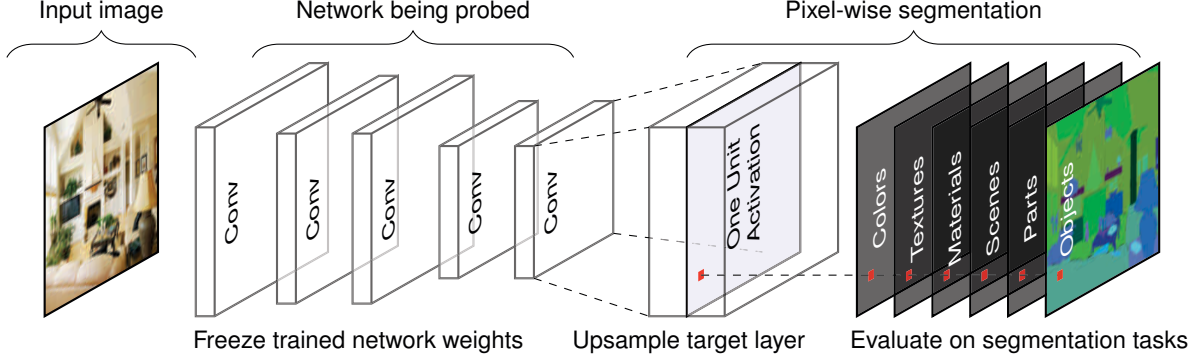 Input image
Network being probed
Pixel-wise segmentation
Conv
Conv
Conv
Conv
Conv
One Unit
Activation
Colors
Textures
Materials
Scenes
Parts
Objects
Freeze trained network weights
Upsample target layer
Evaluate on segmentation tasks